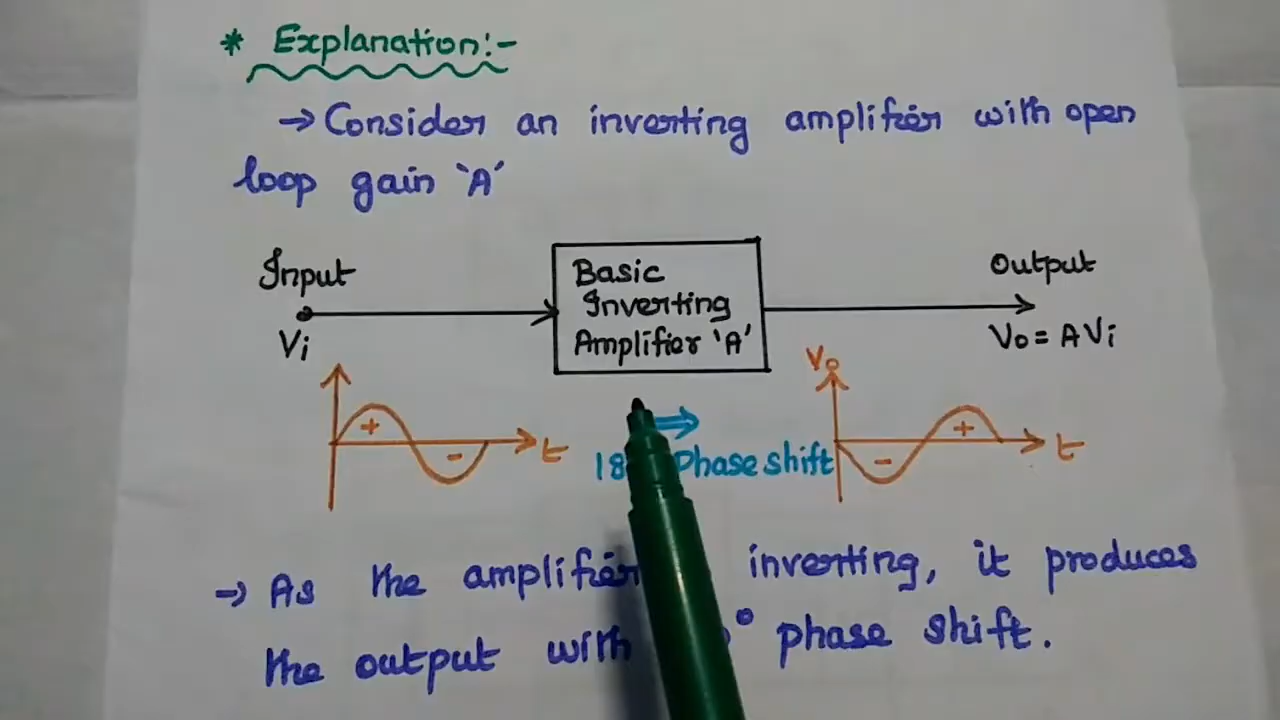 * Explanation:-
→ Consider an inverting amplifier with open
loop gain 'A'
Input
Vi
Basic
Inverting
Amplifier 'A'
Output
Vo = AVi
+
-
t
⇒
Phase shift
Vo
-
+
t
→ As the amplifier inverting, it produces
the output with ° phase shift.